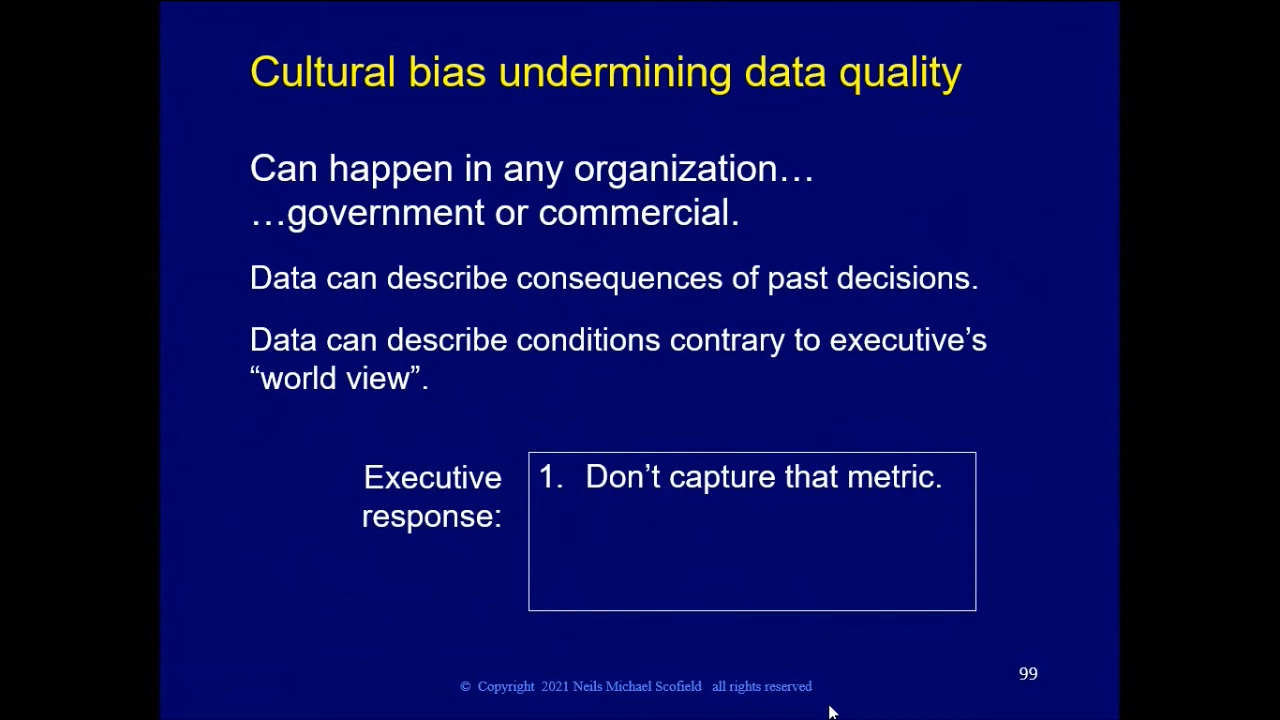 Cultural bias undermining data quality
Can happen in any organization…
…government or commercial.
Data can describe consequences of past decisions.
Data can describe conditions contrary to executive’s
“world view”.
Executive
response:
1. Don’t capture that metric.
99
© Copyright 2021 Neils Michael Scofield all rights reserved